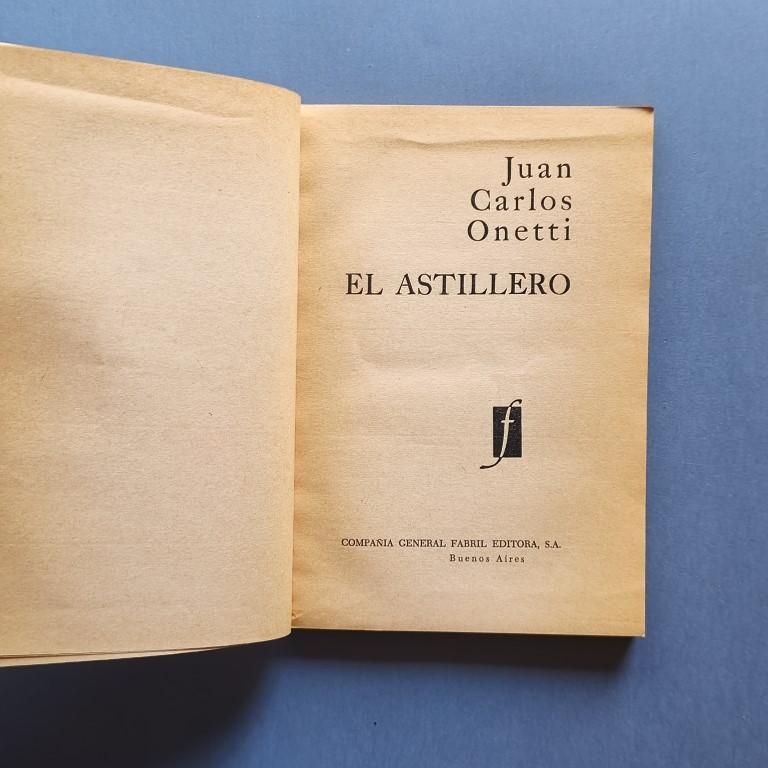 Juan
Carlos
Onetti
EL ASTILLERO
f
COMPAÑIA GENERAL FABRIL EDITORA, S.A.
Buenos Aires